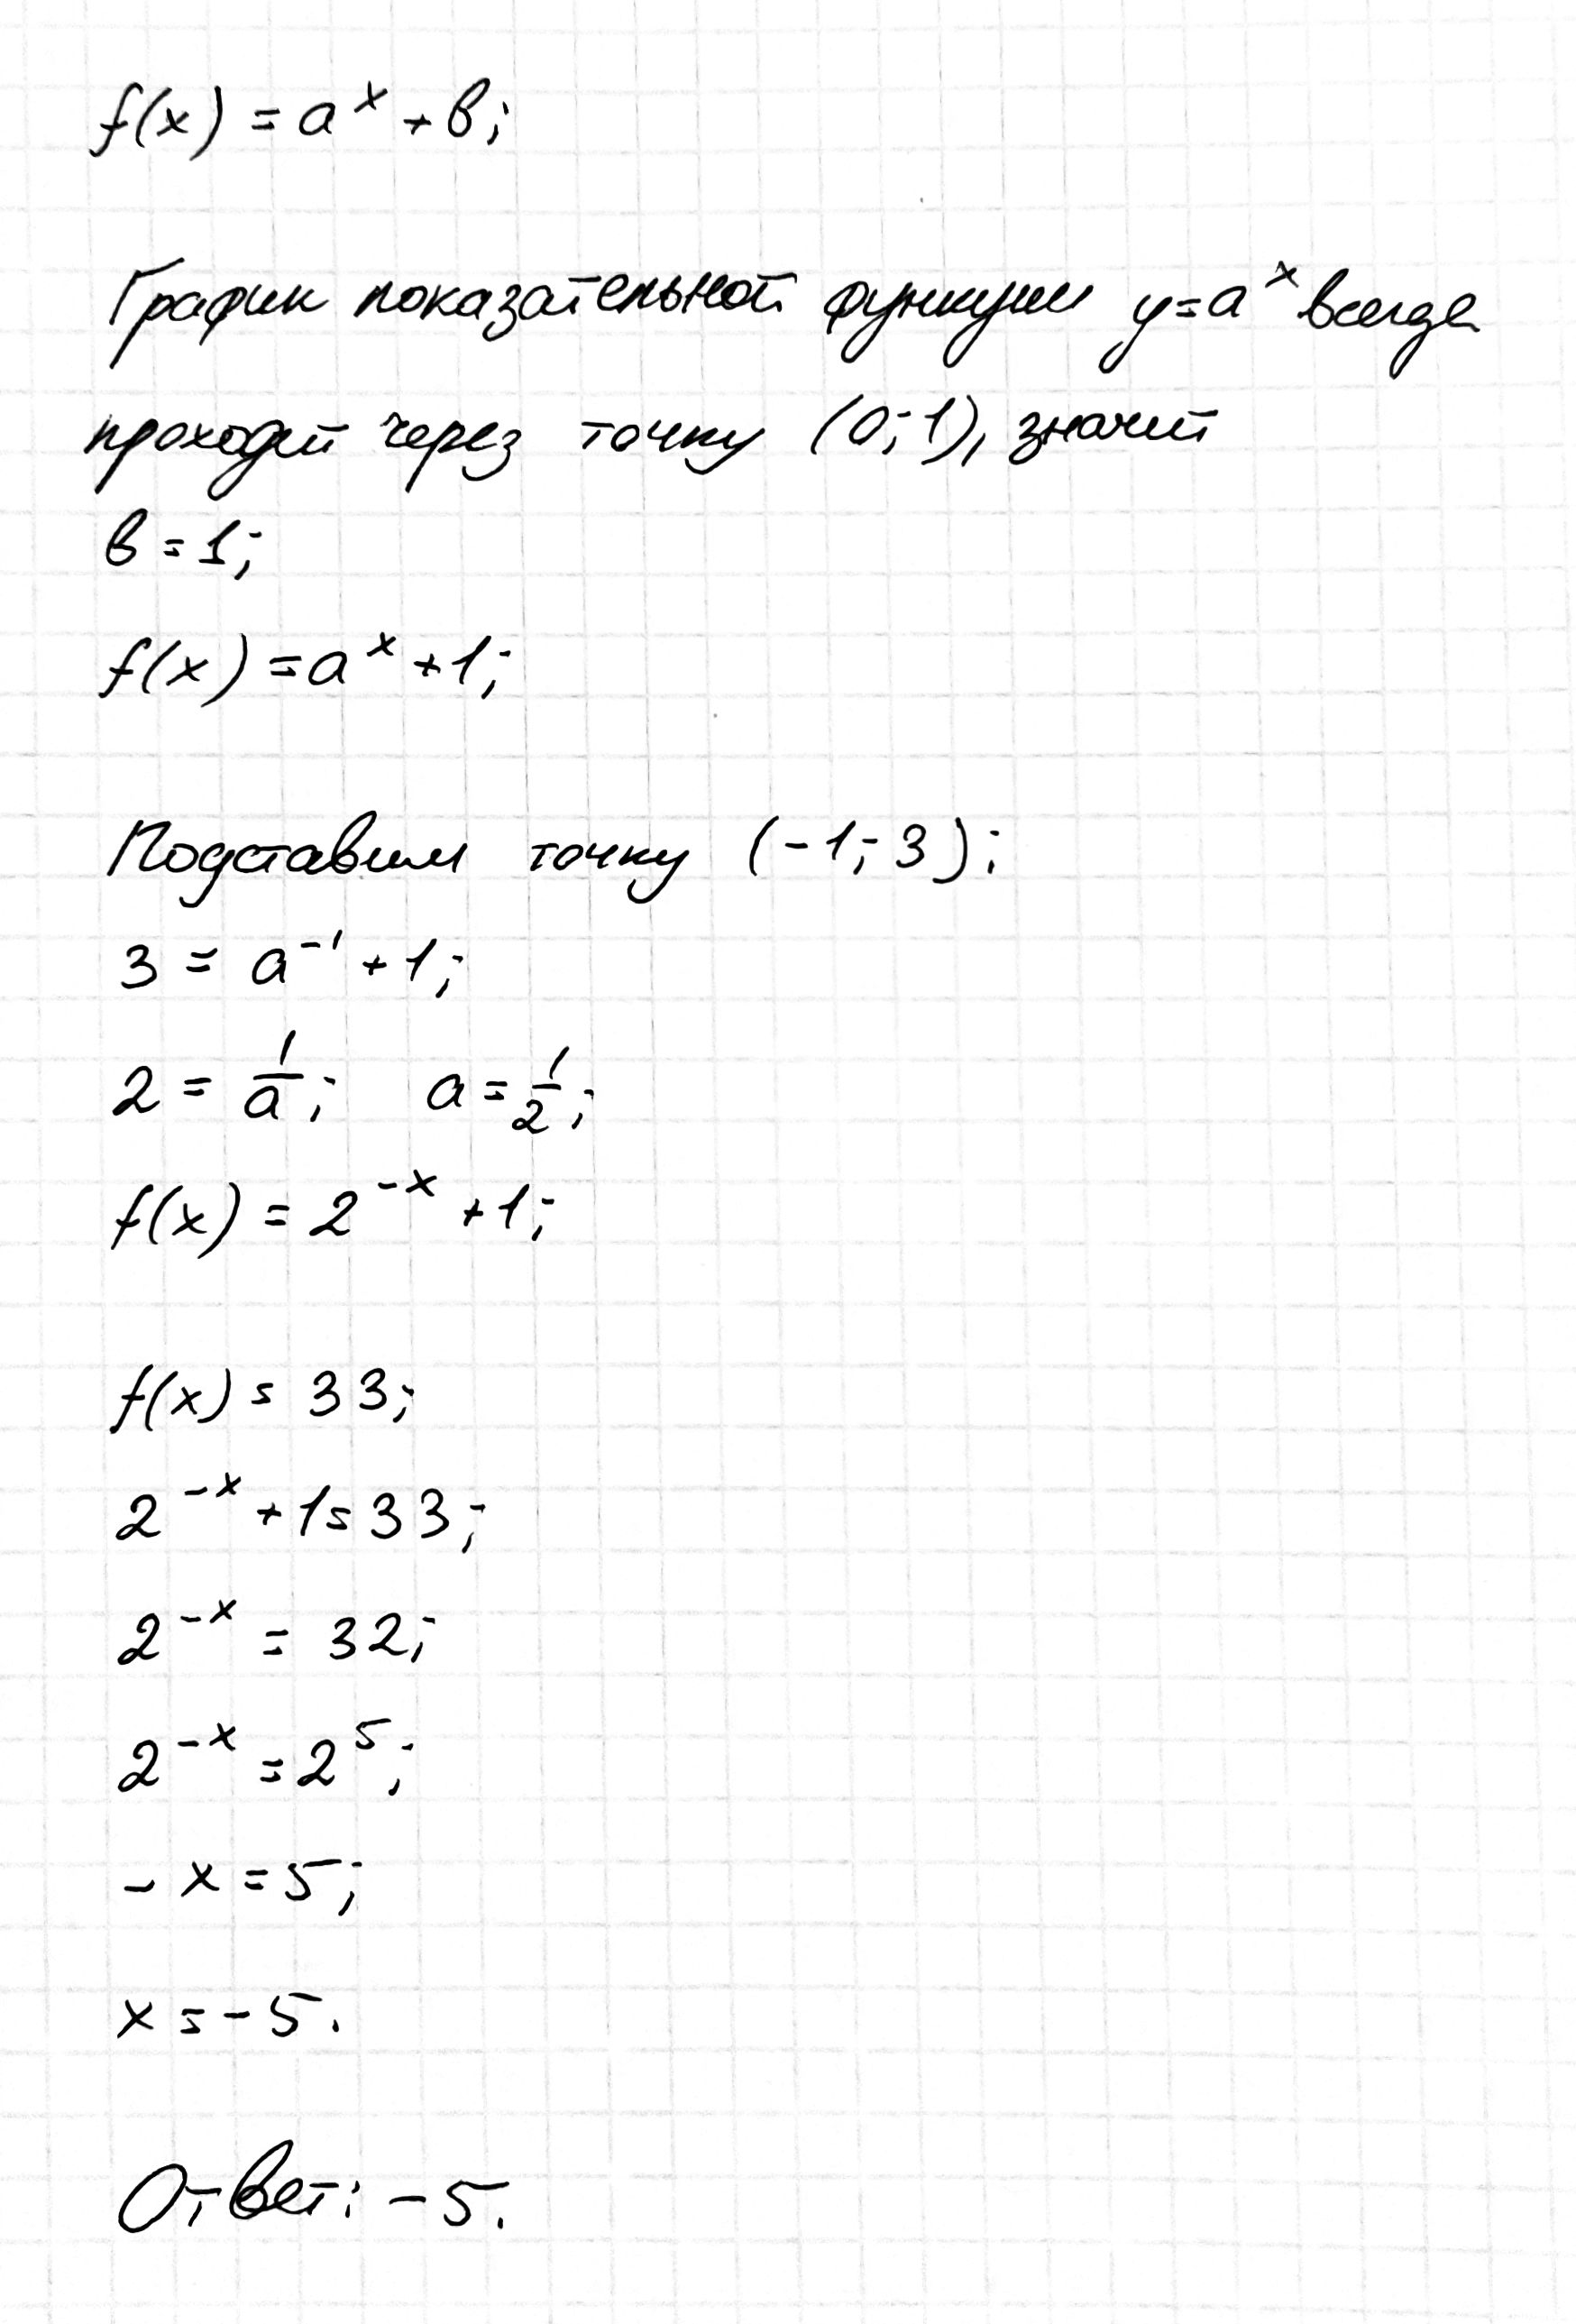 f(x) = a^x + в;
График показательной функции y=a^x всегда
проходит через точку (0;1), значит
в = 1;
f(x) = a^x + 1;
Подставим точку (-1; 3);
3 = a^{-1} + 1;
2 = 1/a; a = 1/2;
f(x) = 2^{-x} + 1;
f(x) = 33;
2^{-x} + 1 = 33;
2^{-x} = 32;
2^{-x} = 2^5;
- x = 5;
x = - 5.
Ответ: - 5.